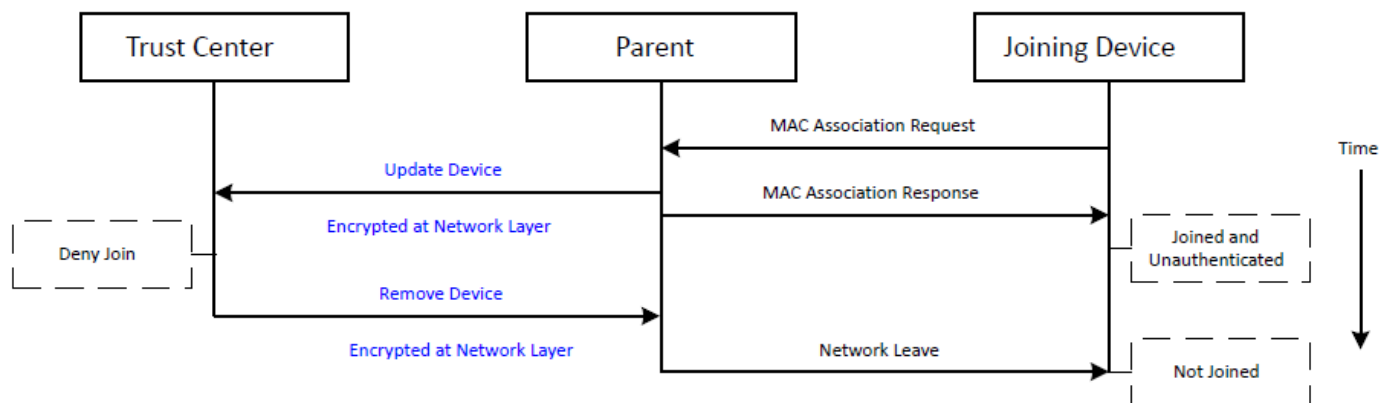 Trust Center
Parent
Joining Device
MAC Association Request
Time
Update Device
MAC Association Response
Encrypted at Network Layer
Deny Join
Joined and
Unauthenticated
Remove Device
Encrypted at Network Layer
Network Leave
Not Joined